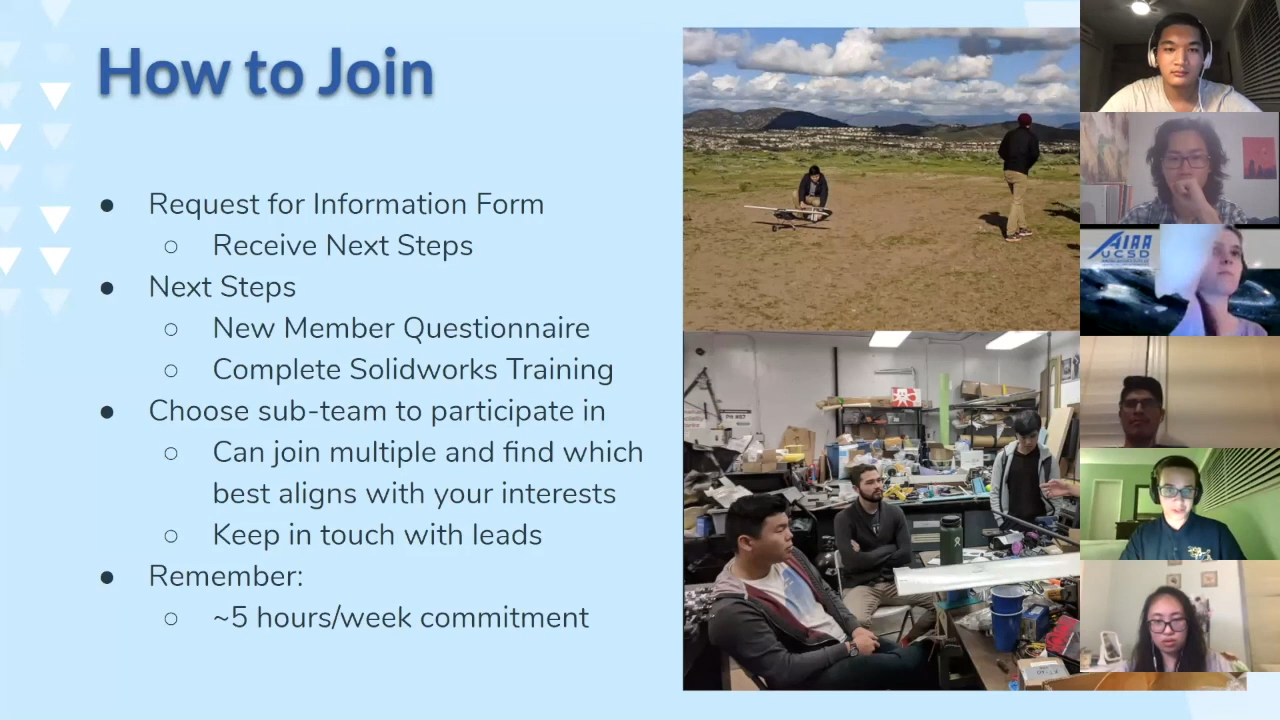 How to Join
● Request for Information Form
○ Receive Next Steps
● Next Steps
○ New Member Questionnaire
○ Complete Solidworks Training
● Choose sub-team to participate in
○ Can join multiple and find which
best aligns with your interests
○ Keep in touch with leads
● Remember:
○ ~5 hours/week commitment
AIAA
UCSD